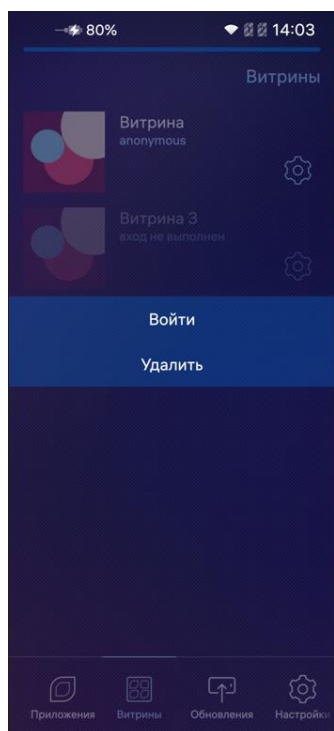 80%
14:03
Витрины
Витрина
anonymous
Витрина 3
вход не выполнен
Войти
Удалить
Приложения
Витрины
Обновления
Настройки